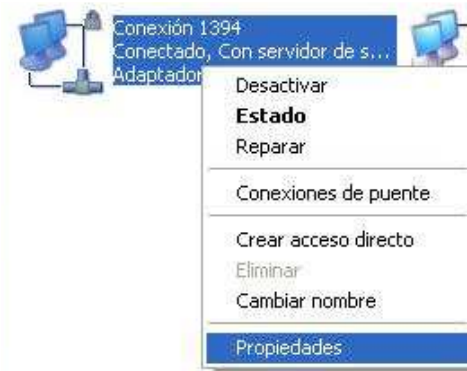 Conexión 1394
Conectado, Con servidor de s...
Adaptador
Desactivar
Estado
Reparar
Conexiones de puente
Crear acceso directo
Eliminar
Cambiar nombre
Propiedades